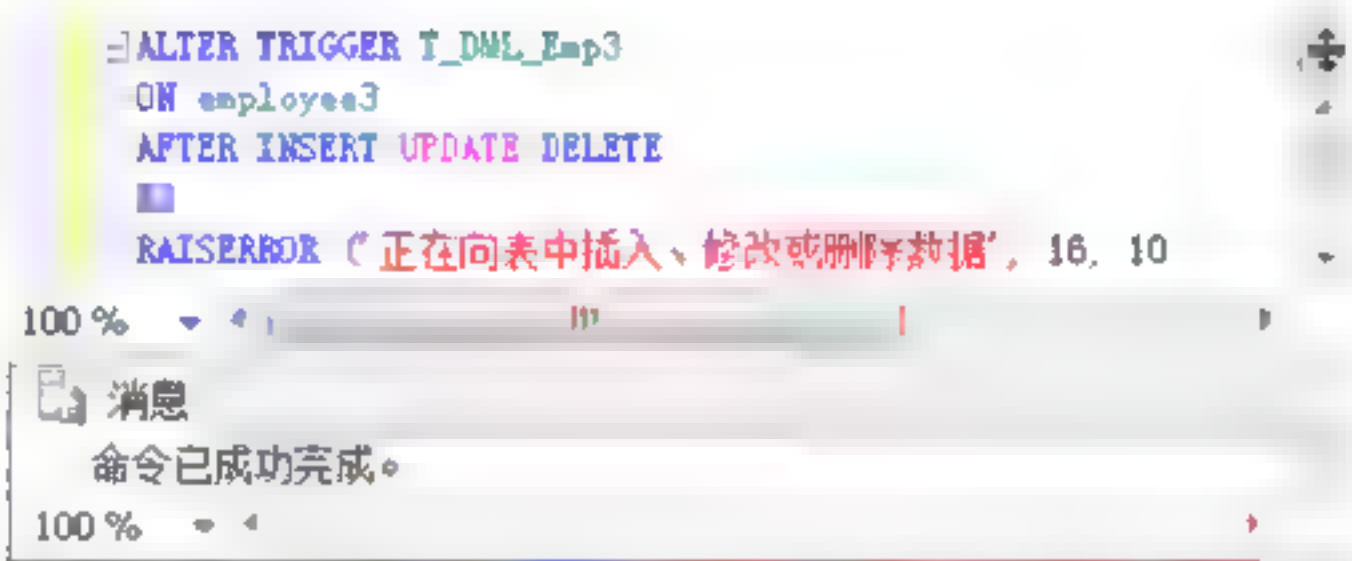 ALTER TRIGGER T_DML_Emp3
ON employee3
AFTER INSERT UPDATE DELETE
RAISERROR ('正在向表中插入、修改或删除数据', 16, 10
100 %
消息
命令已成功完成。
100 %